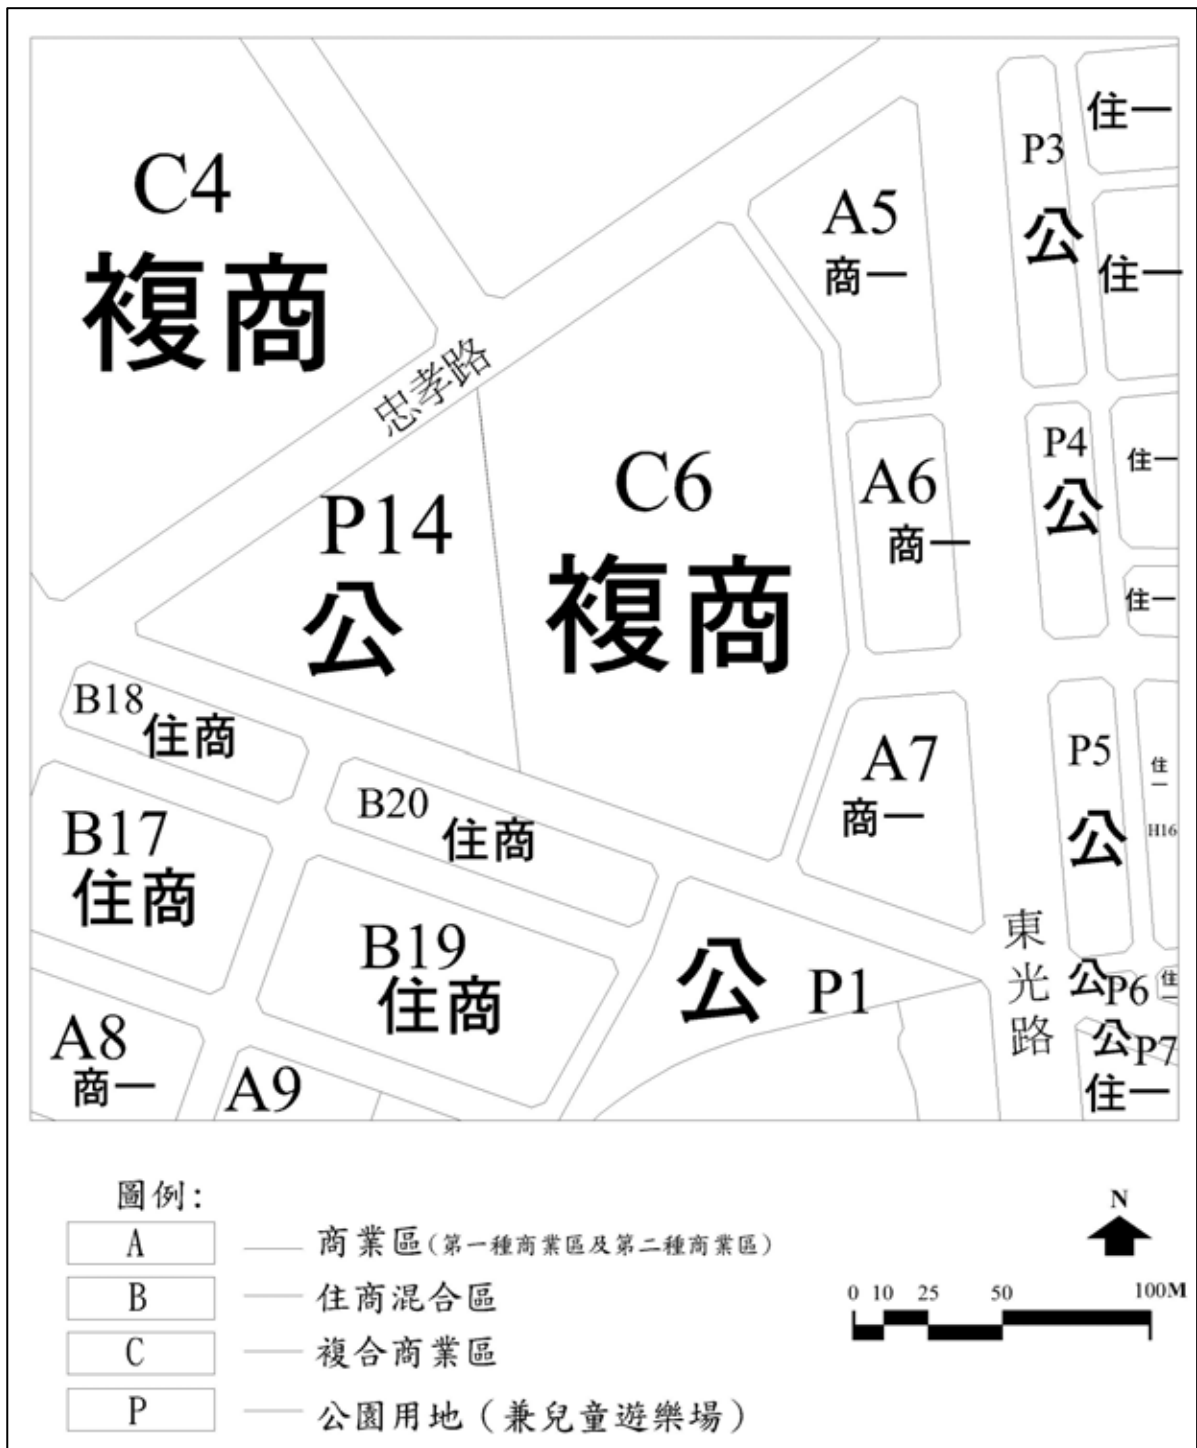 C4
複商
忠孝路
P14
公
C6
複商
A5
商一
A6
商一
A7
商一
P3
公
P4
公
P5
公
住一
住一
住一
住一
住一
H16
B18
住商
B20
住商
B17
住商
B19
住商
A8
商一
A9
公
P1
東光路
公
P6
住一
公
P7
住一
圖例：
A
商業區(第一種商業區及第二種商業區)
B
住商混合區
C
複合商業區
P
公園用地（兼兒童遊樂場）
N
0 10 25 50 100M